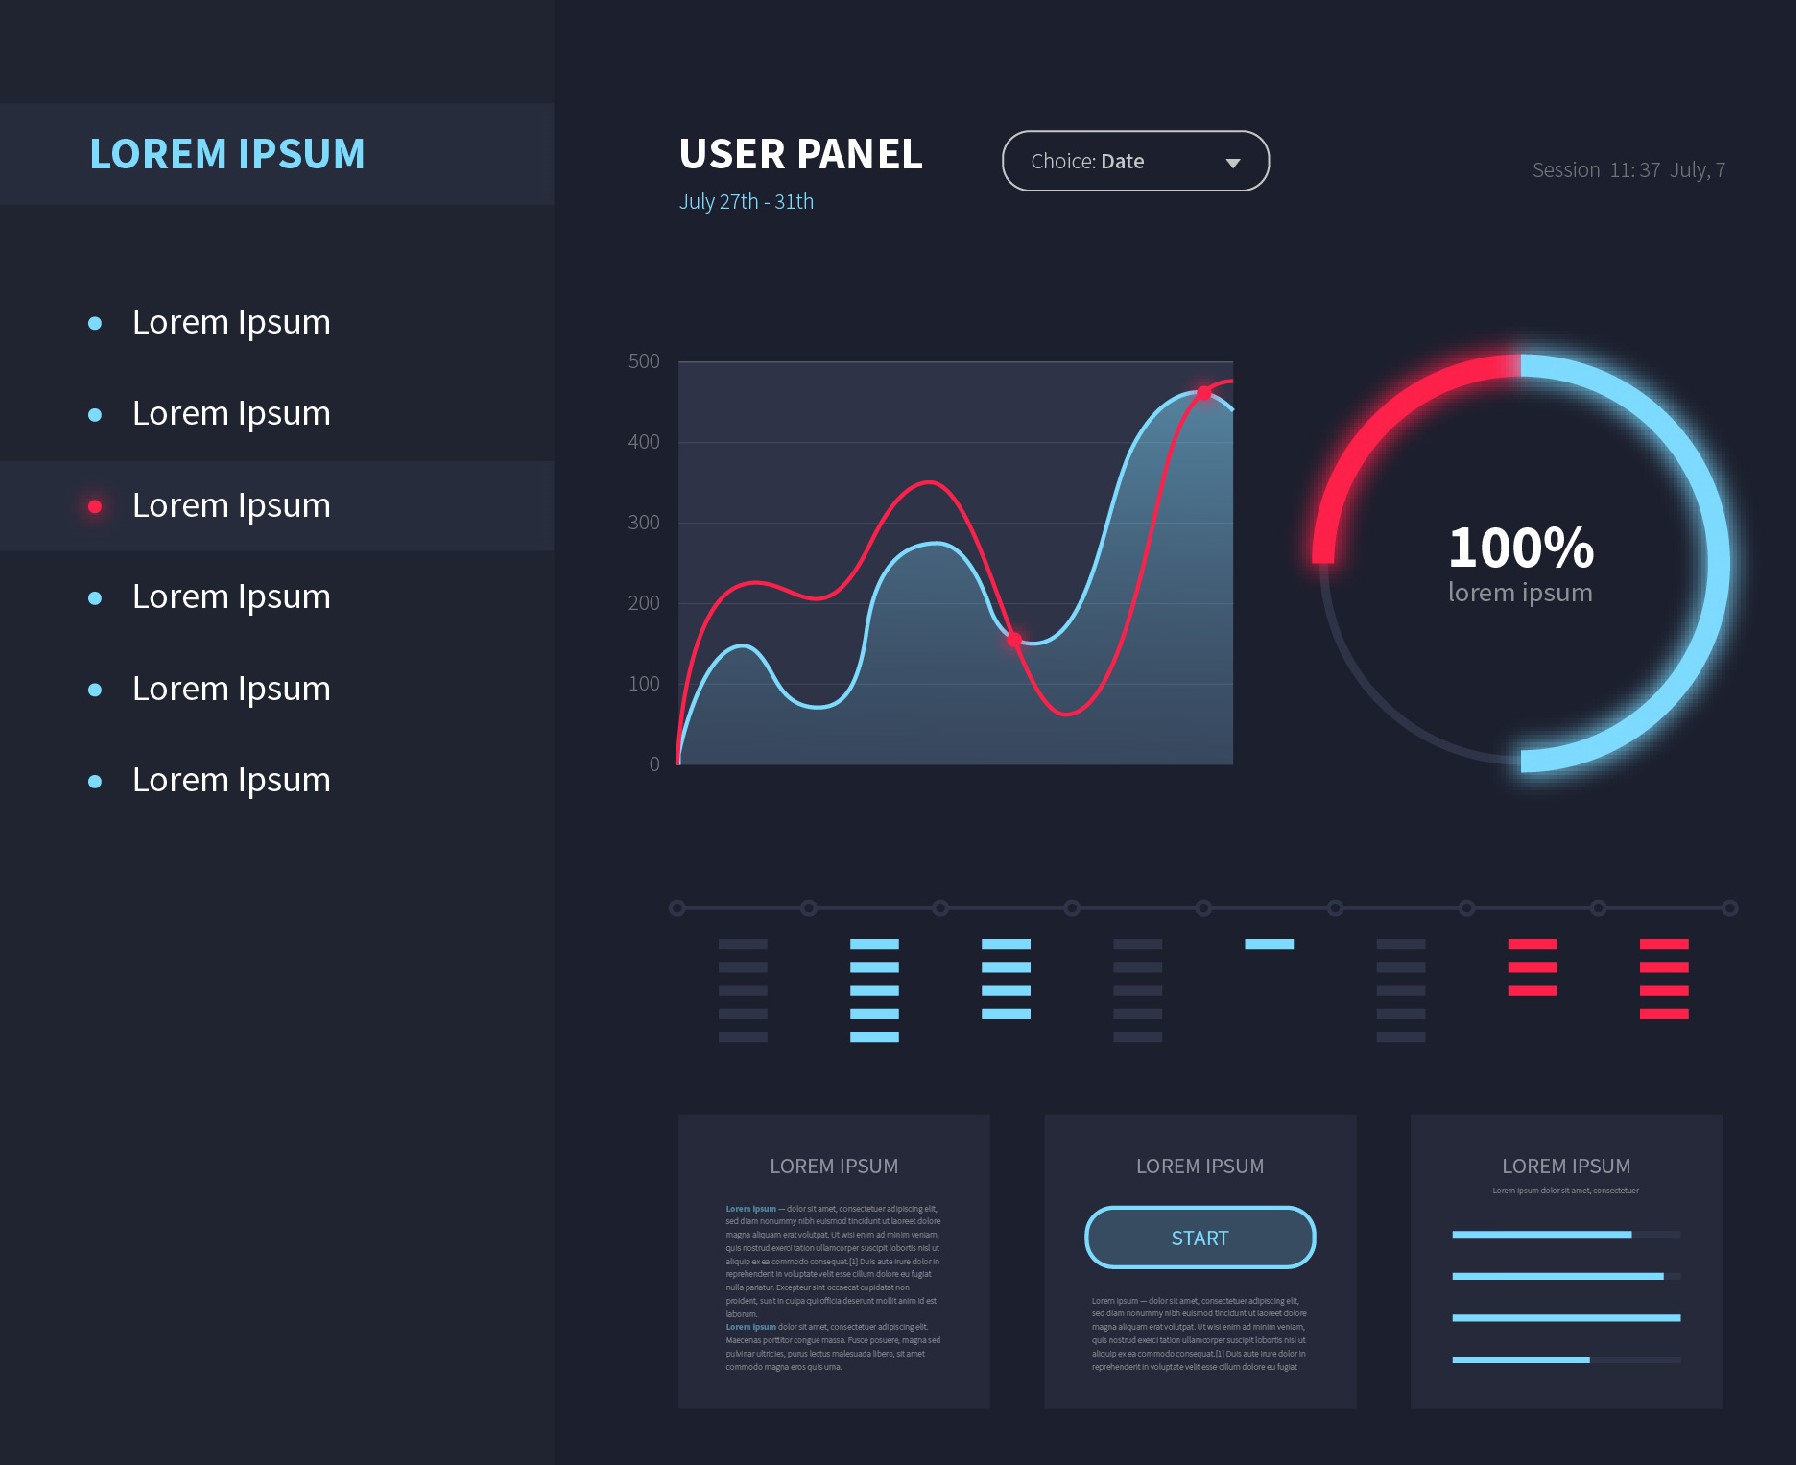 LOREM IPSUM
Lorem Ipsum
Lorem Ipsum
Lorem Ipsum
Lorem Ipsum
Lorem Ipsum
Lorem Ipsum
USER PANEL
July 27th - 31th
Choice: Date
Session 11: 37 July, 7
500
400
300
200
100
0
100%
lorem ipsum
LOREM IPSUM
Lorem ipsum — dolor sit amet, consectetuer adipiscing elit,
sed diam nonummy nibh euismod tincidunt ut laoreet dolore
magna aliquam erat volutpat. Ut wisi enim ad minim veniam,
quis nostrud exerci tation ullamcorper suscipit lobortis nisl ut
aliquip ex ea commodo consequat.[1] Duis aute irure dolor in
reprehenderit in voluptate velit esse cillum dolore eu fugiat
nulla pariatur. Excepteur sint occaecat cupidatat non
proident, sunt in culpa qui officia deserunt mollit anim id est
laborum.
Lorem ipsum dolor sit amet, consectetuer adipiscing elit.
Maecenas porttitor congue massa. Fusce posuere, magna sed
pulvinar ultricies, purus lectus malesuada libero, sit amet
commodo magna eros quis urna.
LOREM IPSUM
START
Lorem ipsum — dolor sit amet, consectetuer adipiscing elit,
sed diam nonummy nibh euismod tincidunt ut laoreet dolore
magna aliquam erat volutpat. Ut wisi enim ad minim veniam,
quis nostrud exerci tation ullamcorper suscipit lobortis nisl ut
aliquip ex ea commodo consequat.[1] Duis aute irure dolor in
reprehenderit in voluptate velit esse cillum dolore eu fugiat
LOREM IPSUM
Lorem ipsum dolor sit amet, consectetuer